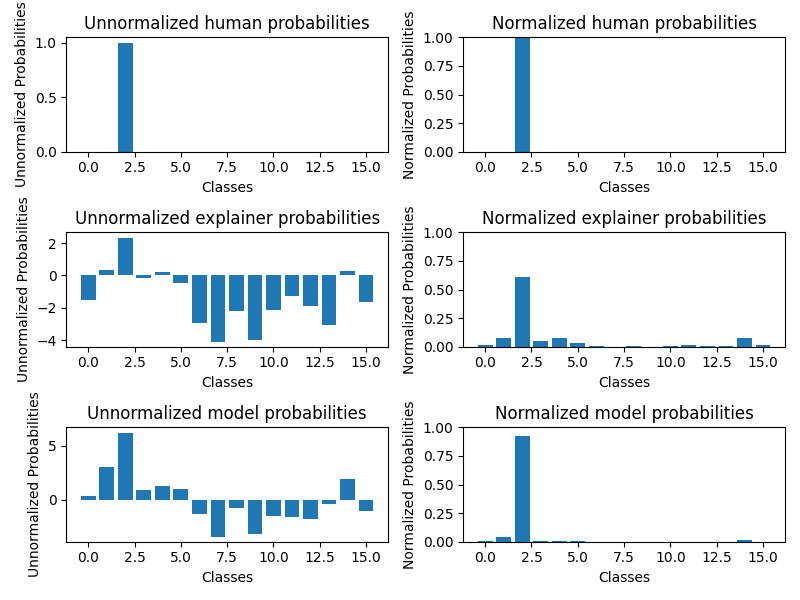 Unnormalized human probabilities
Unnormalized Probabilities
1.0
0.5
0.0
0.0 2.5 5.0 7.5 10.0 12.5 15.0
Classes
Normalized human probabilities
Normalized Probabilities
1.00
0.75
0.50
0.25
0.00
0.0 2.5 5.0 7.5 10.0 12.5 15.0
Classes
Unnormalized explainer probabilities
Unnormalized Probabilities
2
0
−2
−4
0.0 2.5 5.0 7.5 10.0 12.5 15.0
Classes
Normalized explainer probabilities
Normalized Probabilities
1.00
0.75
0.50
0.25
0.00
0.0 2.5 5.0 7.5 10.0 12.5 15.0
Classes
Unnormalized model probabilities
Unnormalized Probabilities
5
0
0.0 2.5 5.0 7.5 10.0 12.5 15.0
Classes
Normalized model probabilities
Normalized Probabilities
1.00
0.75
0.50
0.25
0.00
0.0 2.5 5.0 7.5 10.0 12.5 15.0
Classes